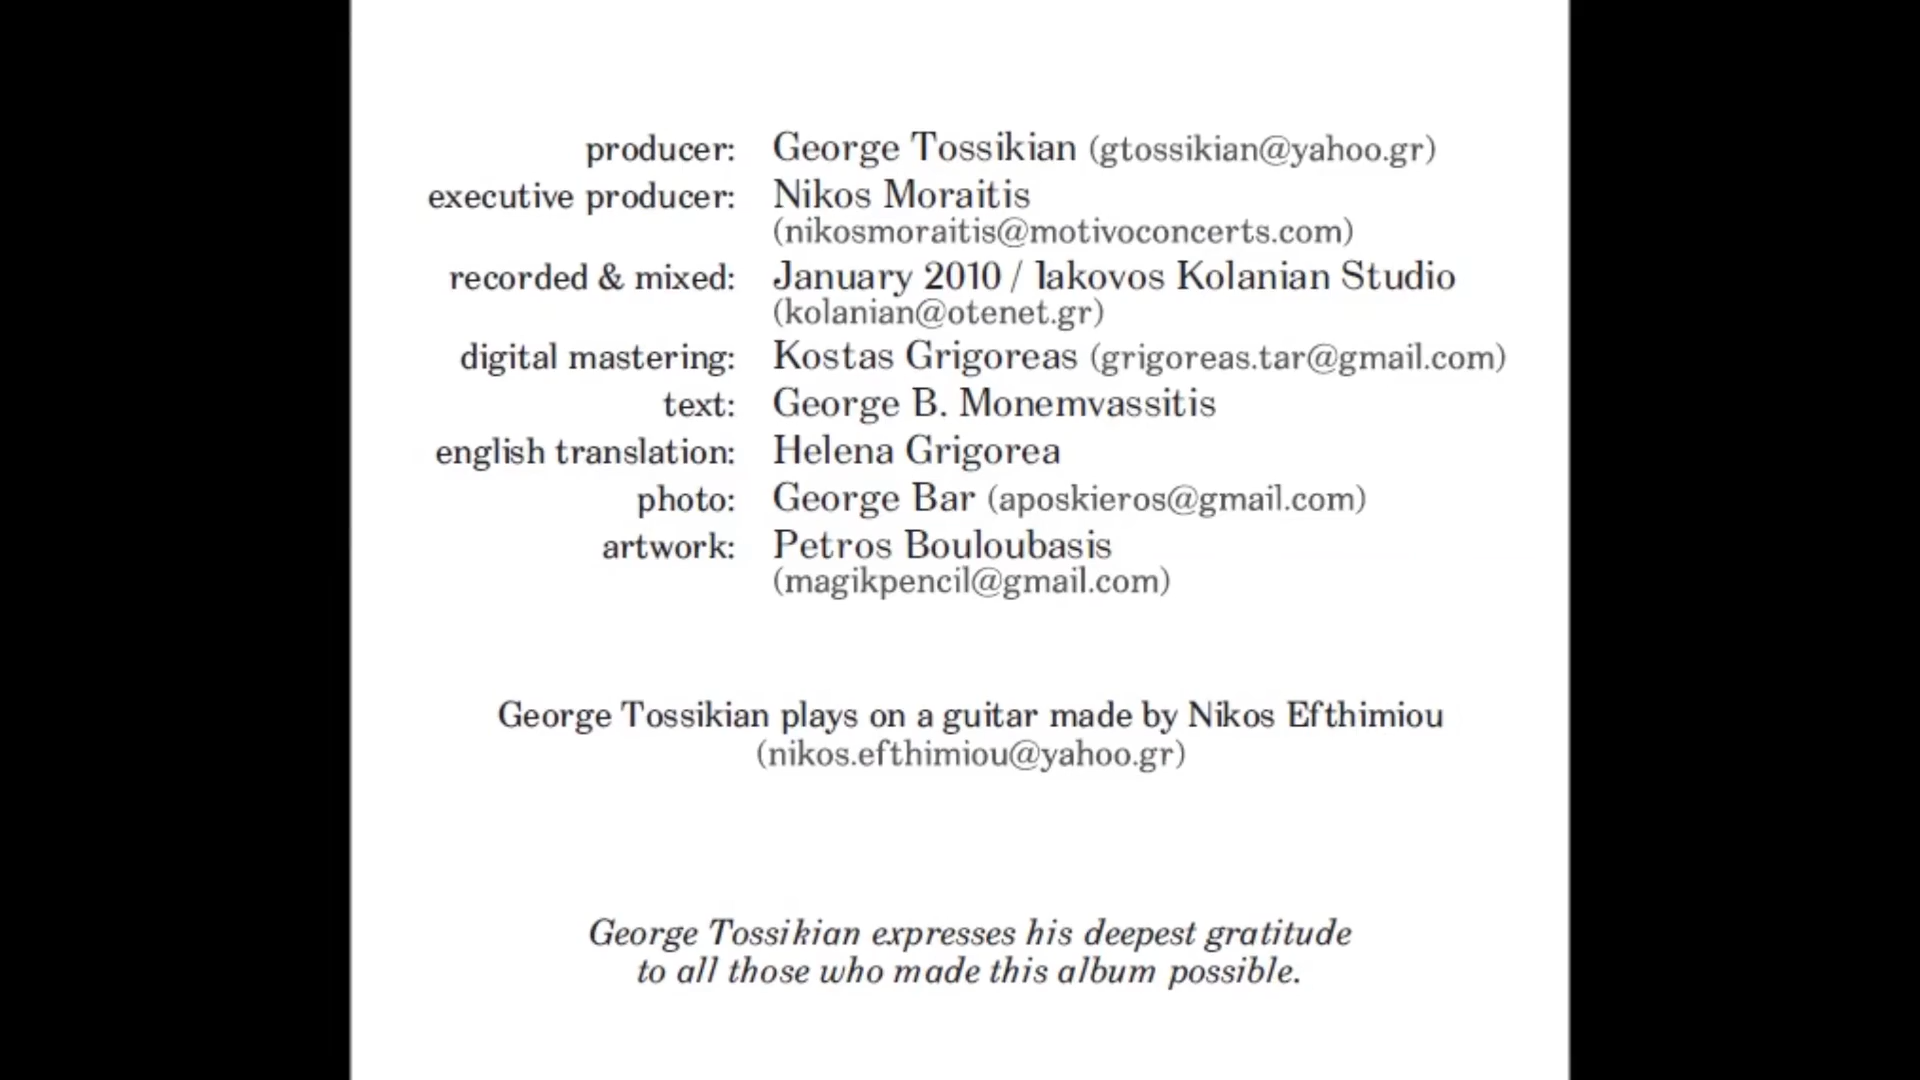 producer: George Tossikian (gtossikian@yahoo.gr)
executive producer: Nikos Moraitis
(nikosmoraitis@motivoconcerts.com)
recorded & mixed: January 2010 / Iakovos Kolanian Studio
(kolanian@otenet.gr)
digital mastering: Kostas Grigoreas (grigoreas.tar@gmail.com)
text: George B. Monemvassitis
english translation: Helena Grigorea
photo: George Bar (aposkieros@gmail.com)
artwork: Petros Bouloubasis
(magikpencil@gmail.com)
George Tossikian plays on a guitar made by Nikos Efthimiou
(nikos.efthimiou@yahoo.gr)
George Tossikian expresses his deepest gratitude
to all those who made this album possible.